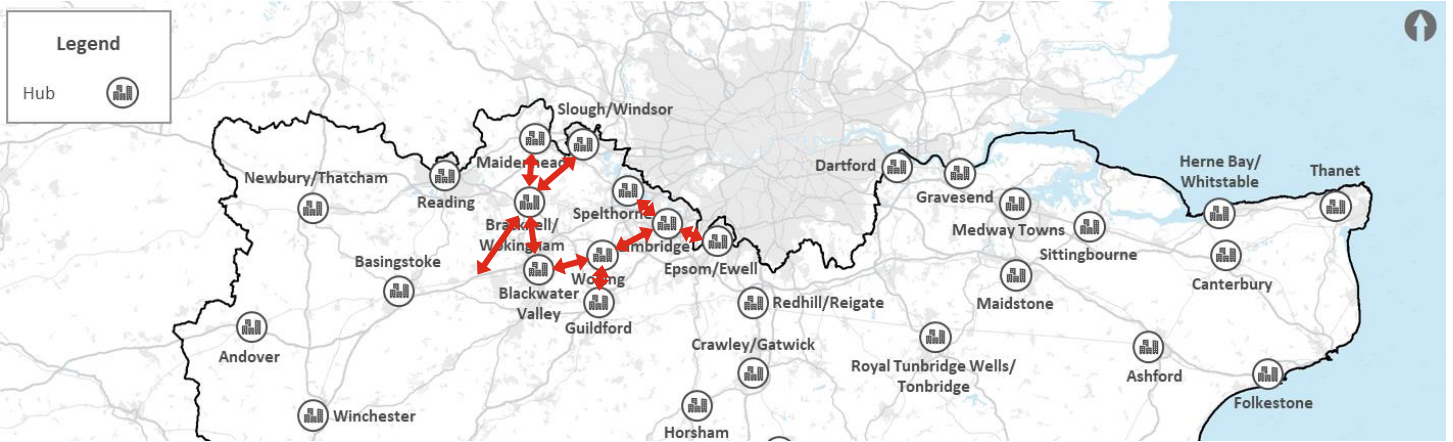 Legend
Hub
Slough/Windsor
Maidenhead
Newbury/Thatcham
Reading
Spelthorne
Bracknell/
Wokingham
Elmbridge
Epsom/Ewell
Basingstoke
Woking
Blackwater
Valley
Guildford
Redhill/Reigate
Andover
Crawley/Gatwick
Winchester
Horsham
Dartford
Gravesend
Medway Towns
Sittingbourne
Maidstone
Herne Bay/
Whitstable
Thanet
Canterbury
Royal Tunbridge Wells/
Tonbridge
Ashford
Folkestone